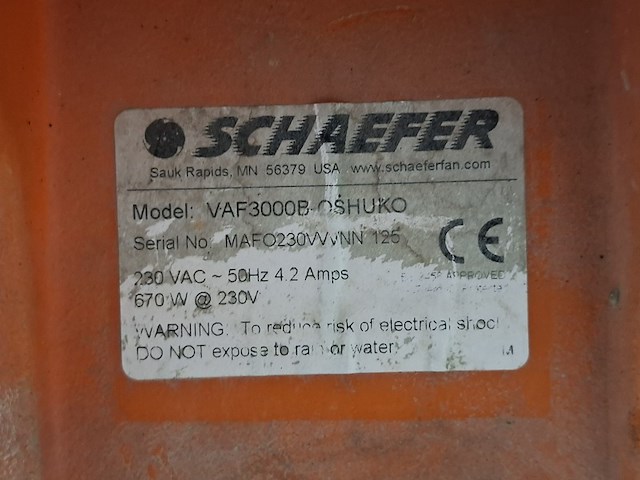 SCHAEFER
Sauk Rapids, MN 56379 USA www.schaeferfan.com
Model: VAF3000B-OSHUKO
Serial No. 125
CE
230 VAC ~ 50Hz 4.2 Amps
APPROVED
670 W @ 230V
WARNING: To reduce risk of electrical shock
DO NOT expose to rain or water.